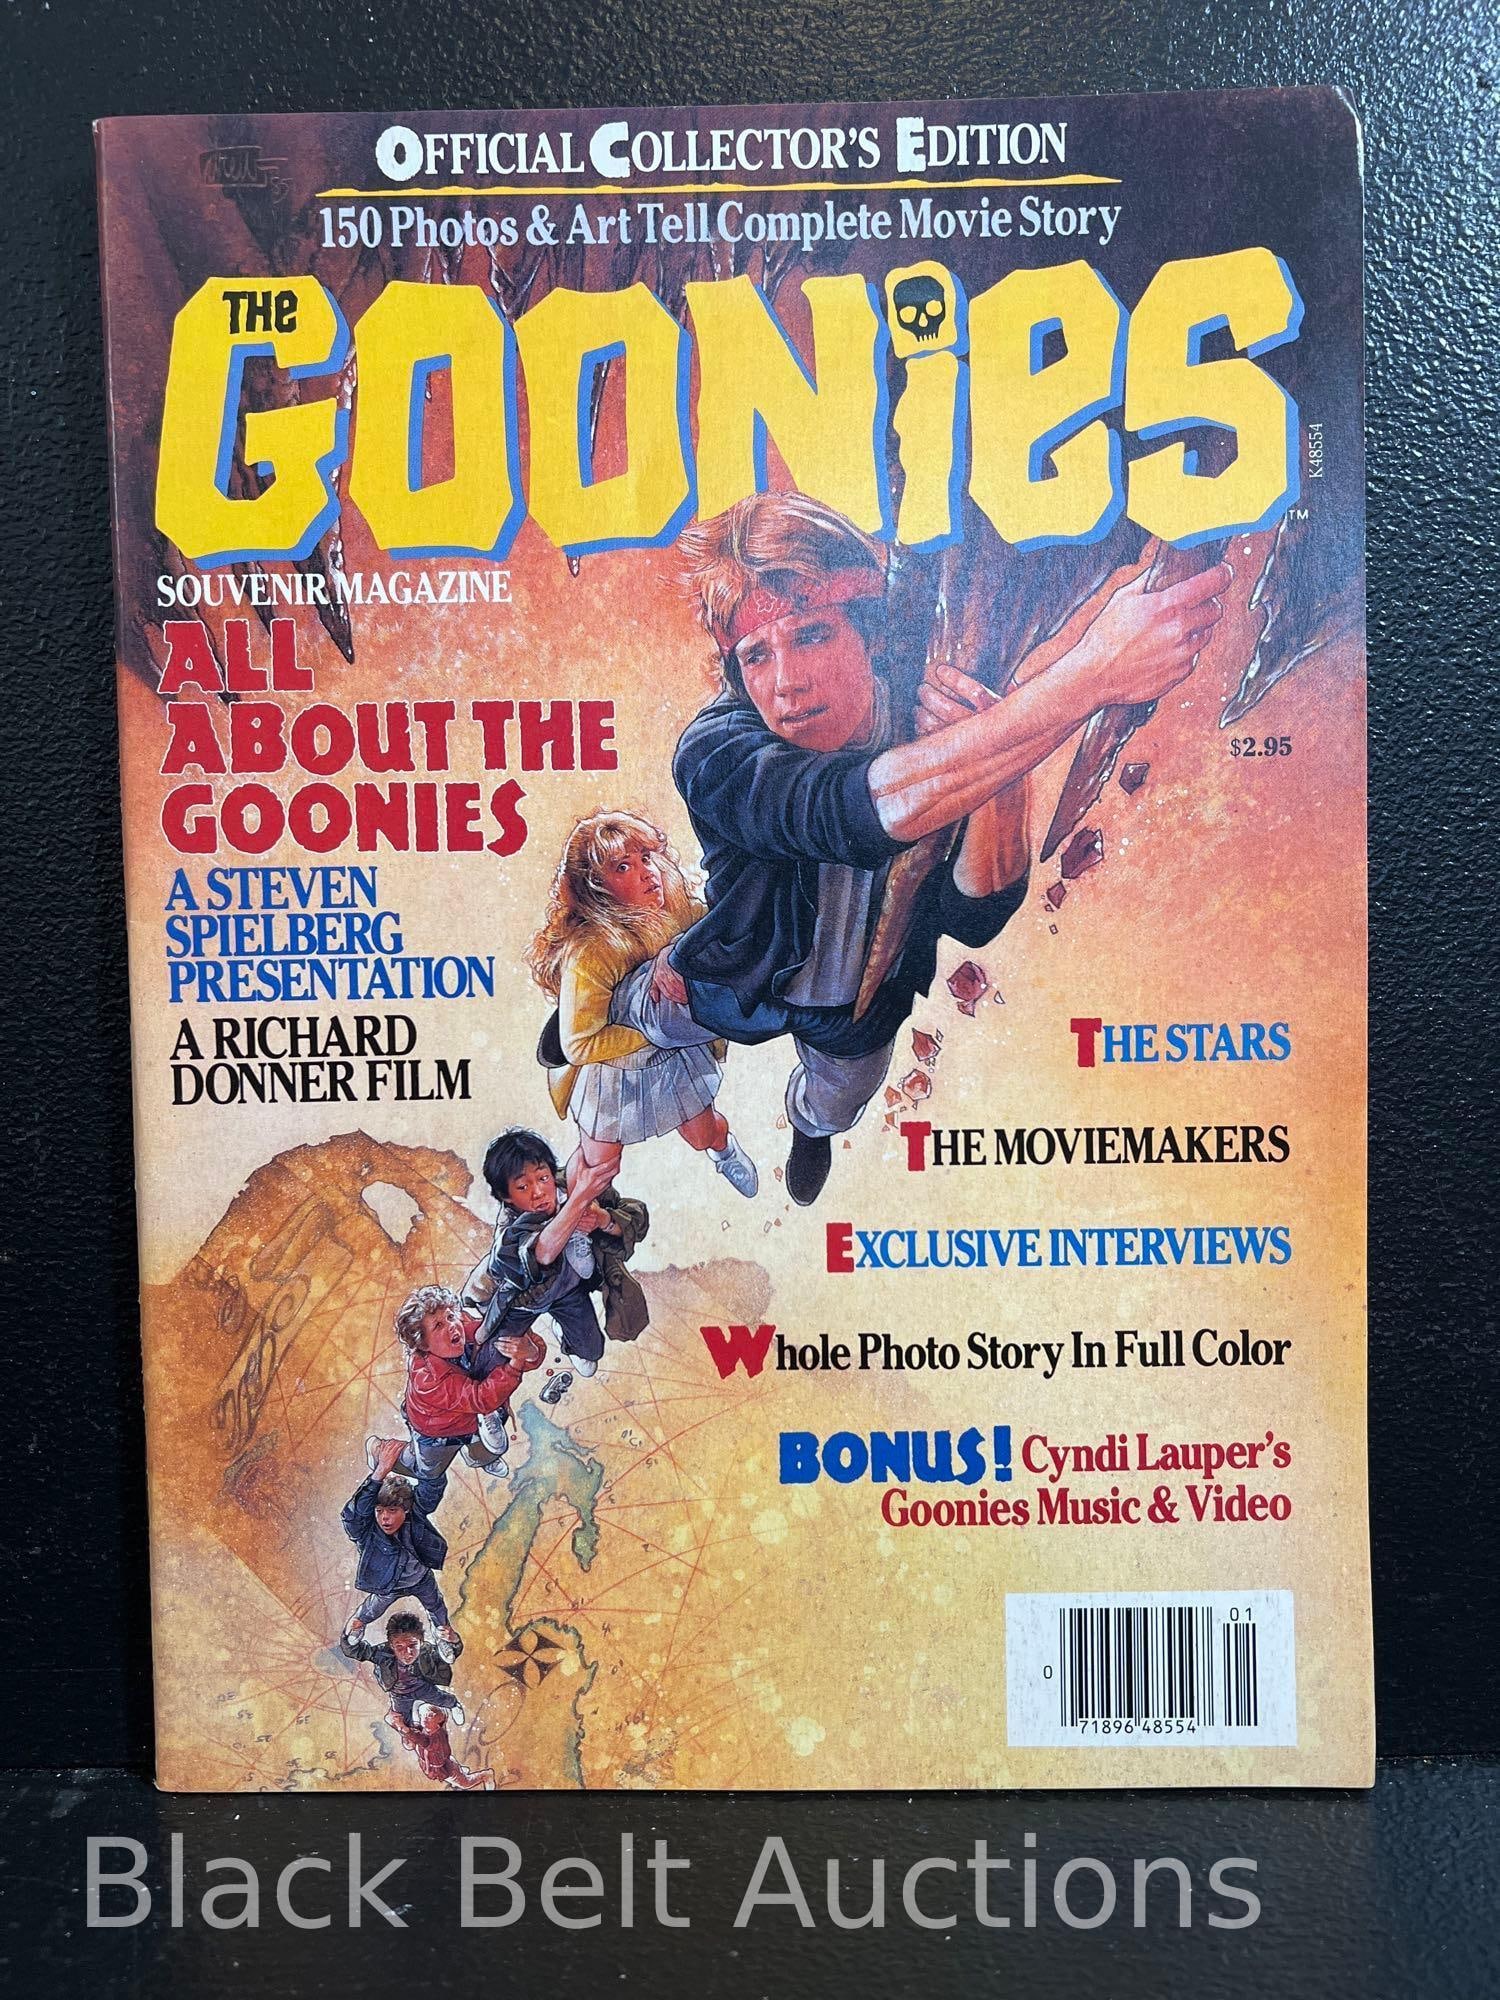 OFFICIAL COLLECTOR'S EDITION
150 Photos & Art Tell Complete Movie Story
THE
GOONiES
TM
K48554
SOUVENIR MAGAZINE
ALL
ABOUT THE
GOONIES
$2.95
A STEVEN
SPIELBERG
PRESENTATION
A RICHARD
DONNER FILM
THE STARS
THE MOVIEMAKERS
EXCLUSIVE INTERVIEWS
Whole Photo Story In Full Color
BONUS! Cyndi Lauper's
Goonies Music & Video
01
0
71896 48554
Black Belt Auctions